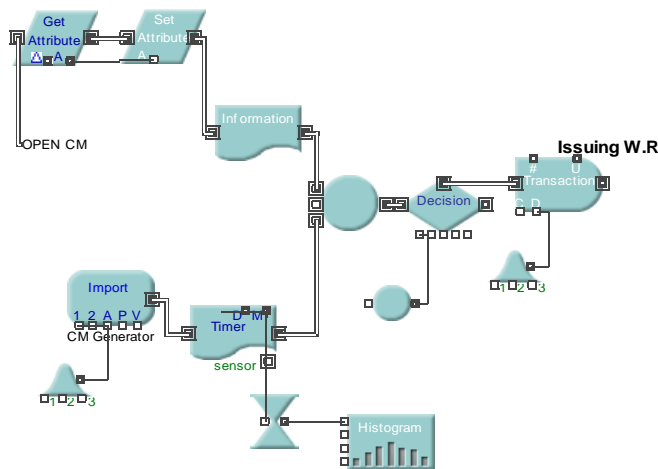 Get
Attribute
Δ A
Set
Attribute
A
OPEN CM
Information
Issuing W.R
# U
Transaction
C D
Decision
1 2 3
Import
1 2 A P V
CM Generator
D M
Timer
sensor
1 2 3
Histogram